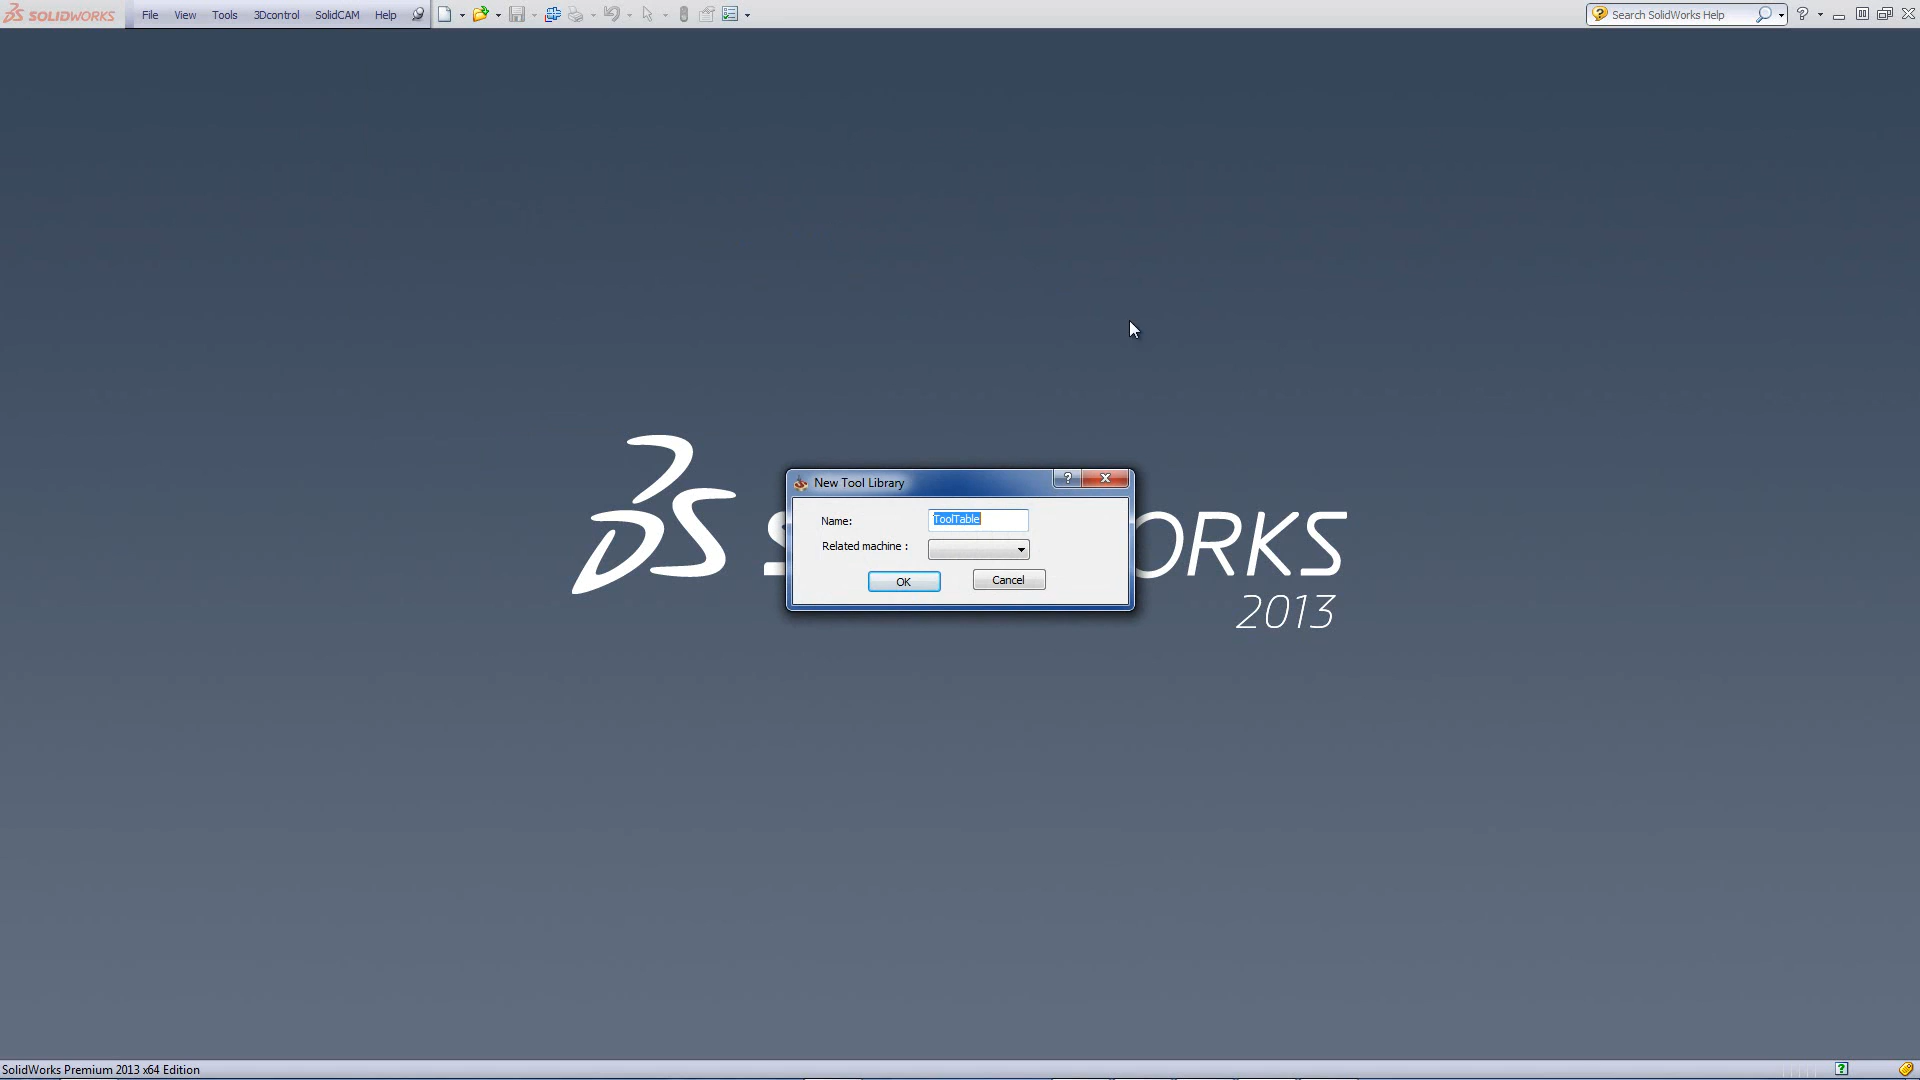 SOLIDWORKS File View Tools 3Dcontrol SolidCAM Help Search SolidWorks Help
New Tool Library
Name: ToolTable
Related machine :
OK Cancel
S ORKS
2013
SolidWorks Premium 2013 x64 Edition